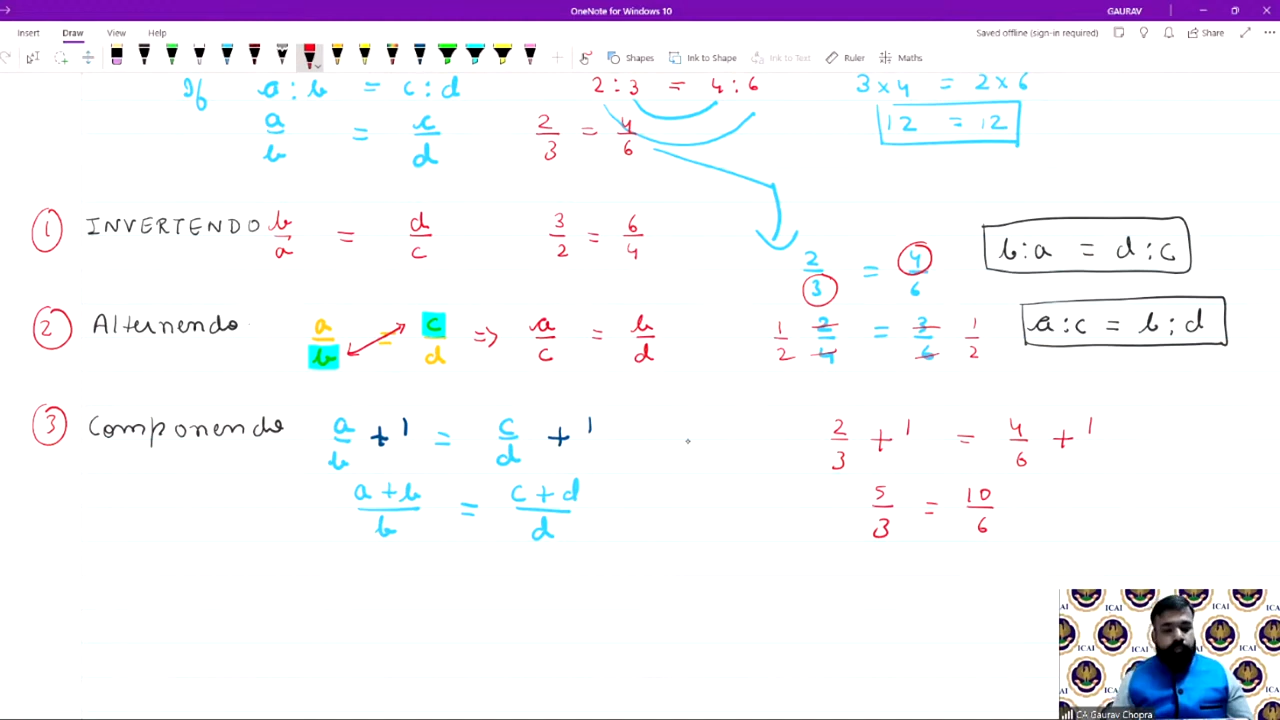 OneNote for Windows 10
GAURAV
Insert Draw View Help
Saved offline (sign-in required)
Share
Shapes
Ink to Shape
Ink to Text
Ruler
Maths
If a : b = c : d
2 : 3 = 4 : 6
3 x 4 = 2 x 6
a/b = c/d
2/3 = 4/6
12 = 12
1 INVERTENDO b/a = d/c
3/2 = 6/4
b : a = d : c
2/3 = 4/6
2 Alternendo a/b = c/d => a/c = b/d
1/2 2/4 = 3/6 1/2
a : c = b : d
3 Componendo a/b + 1 = c/d + 1
2/3 + 1 = 4/6 + 1
a + b/b = c + d/d
5/3 = 10/6
ICAI
ICAI
ICAI
ICAI
CA Gaurav Chopra